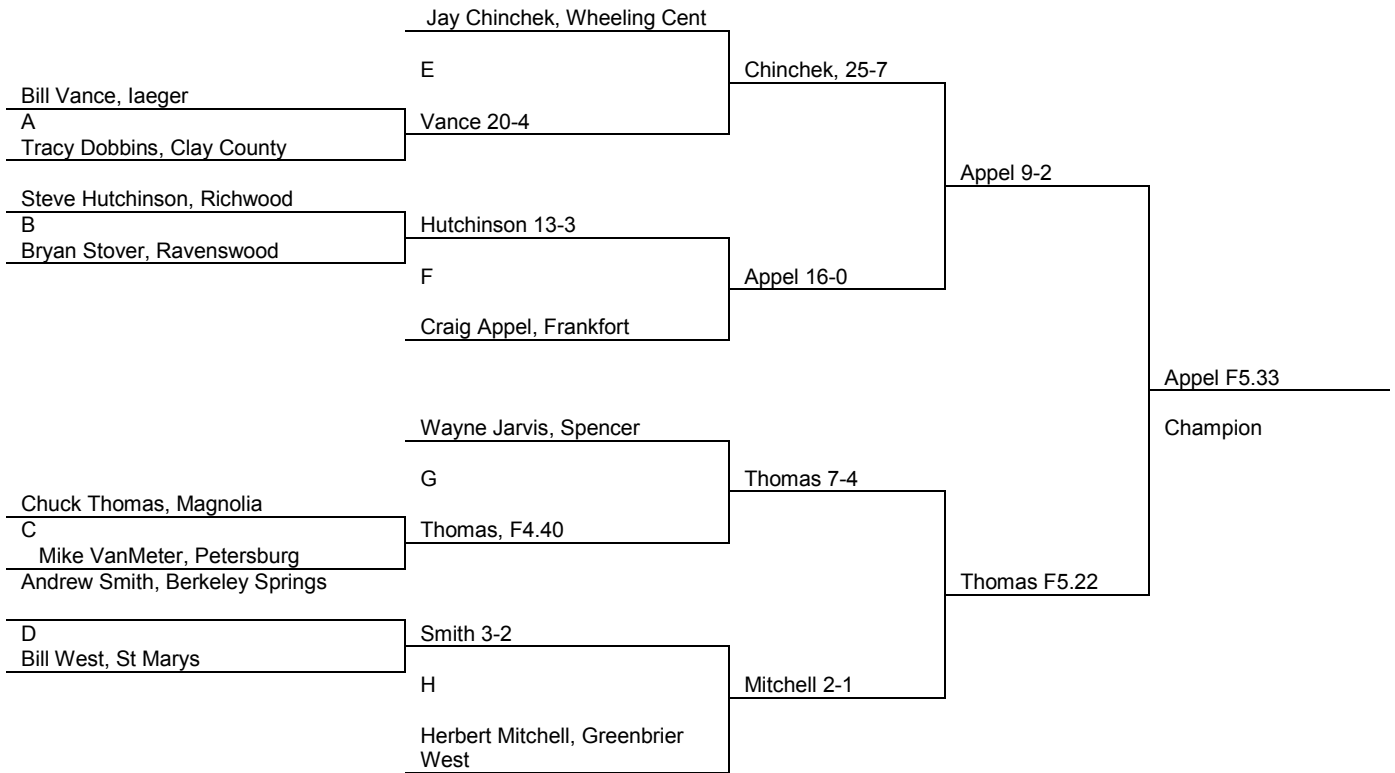 Jay Chinchek, Wheeling Cent
E
Chinchek, 25-7
Bill Vance, Iaeger
A
Vance 20-4
Tracy Dobbins, Clay County
Appel 9-2
Steve Hutchinson, Richwood
B
Hutchinson 13-3
Bryan Stover, Ravenswood
F
Appel 16-0
Craig Appel, Frankfort
Appel F5.33
Wayne Jarvis, Spencer
Champion
G
Thomas 7-4
Chuck Thomas, Magnolia
C
Thomas, F4.40
Mike VanMeter, Petersburg
Andrew Smith, Berkeley Springs
Thomas F5.22
D
Smith 3-2
Bill West, St Marys
H
Mitchell 2-1
Herbert Mitchell, Greenbrier
West